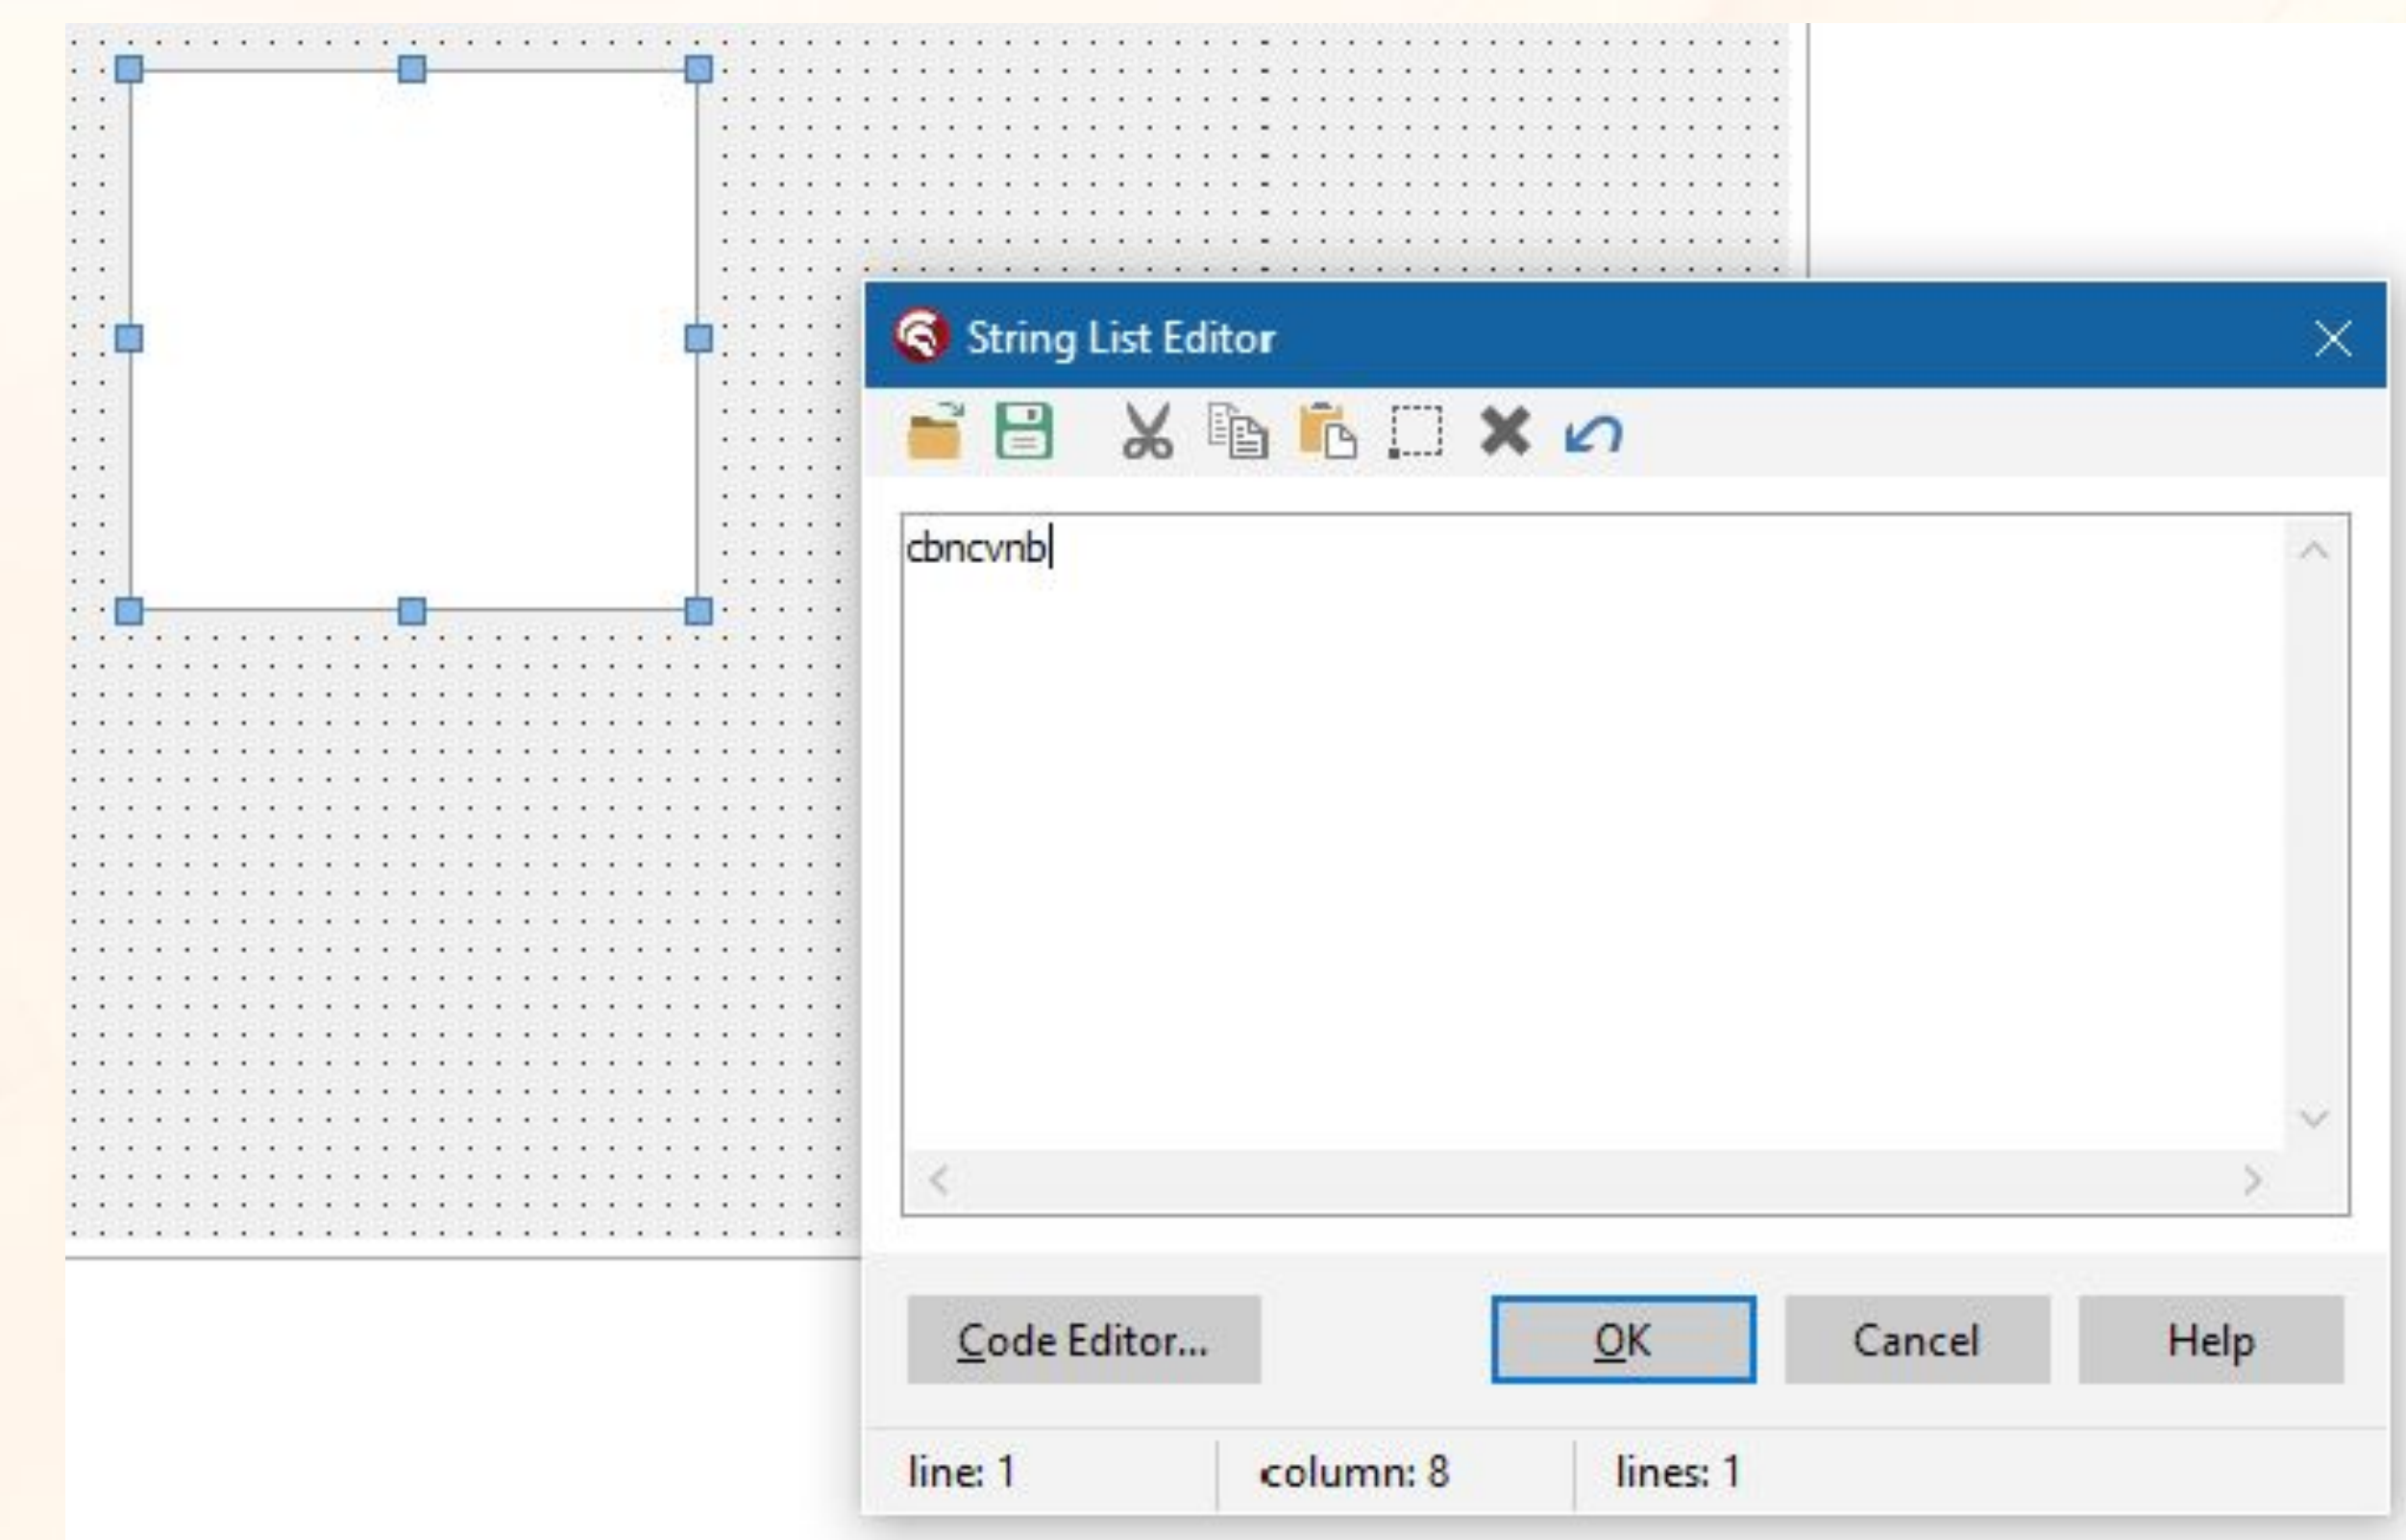 String List Editor
cbncvnb
Code Editor...
OK
Cancel
Help
line: 1
column: 8
lines: 1